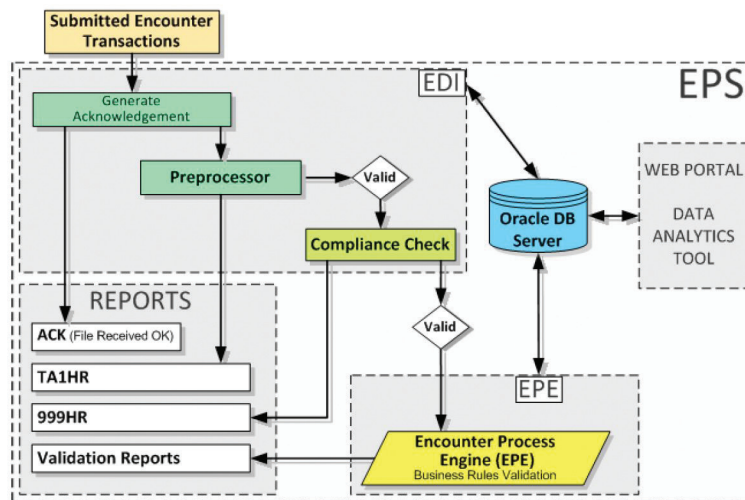 Submitted Encounter
Transactions
EPS
EDI
Generate
Acknowledgement
Preprocessor
Valid
Compliance Check
Oracle DB
Server
WEB PORTAL
DATA
ANALYTICS
TOOL
REPORTS
ACK (File Received OK)
TA1HR
999HR
Validation Reports
Valid
EPE
Encounter Process
Engine (EPE)
Business Rules Validation